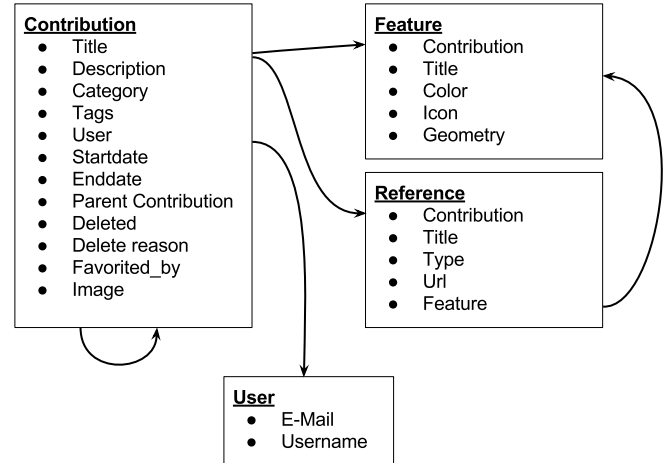 Contribution
● Title
● Description
● Category
● Tags
● User
● Startdate
● Enddate
● Parent Contribution
● Deleted
● Delete reason
● Favorited_by
● Image
Feature
● Contribution
● Title
● Color
● Icon
● Geometry
Reference
● Contribution
● Title
● Type
● Url
● Feature
User
● E-Mail
● Username